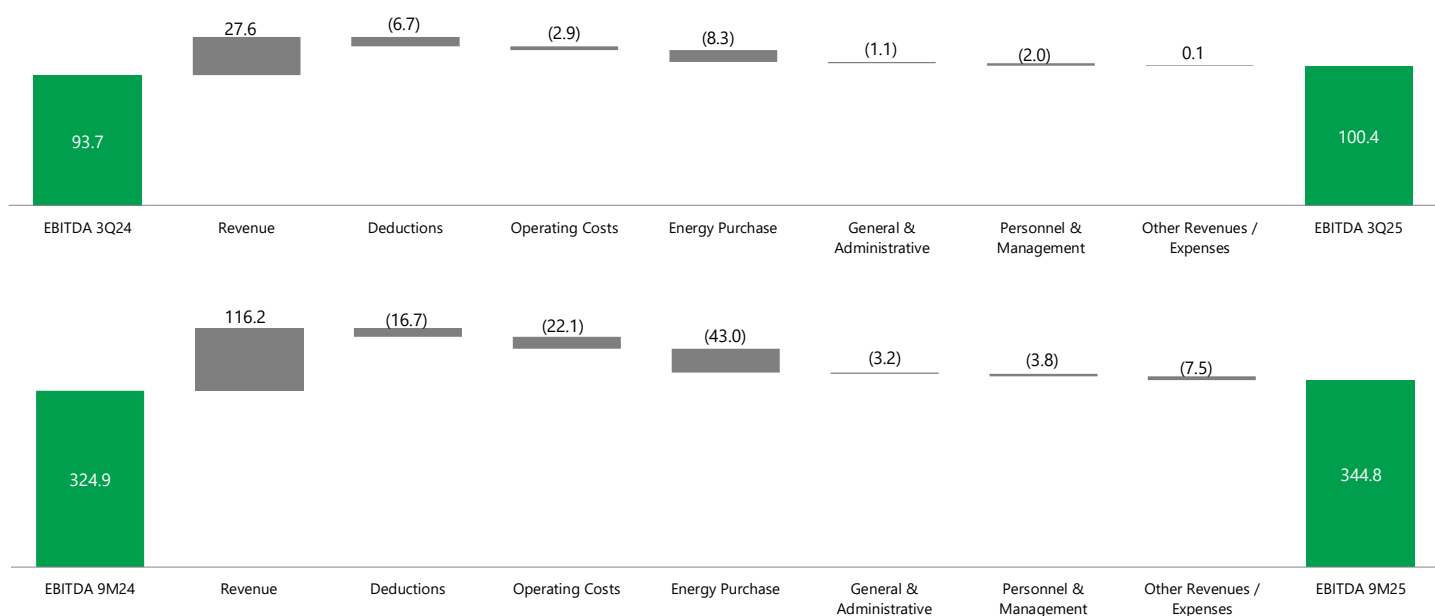 27.6
(6.7)
(2.9)
(8.3)
(1.1)
(2.0)
0.1
93.7
100.4
EBITDA 3Q24
Revenue
Deductions
Operating Costs
Energy Purchase
General &
Administrative
Personnel &
Management
Other Revenues /
Expenses
EBITDA 3Q25
116.2
(16.7)
(22.1)
(43.0)
(3.2)
(3.8)
(7.5)
324.9
344.8
EBITDA 9M24
Revenue
Deductions
Operating Costs
Energy Purchase
General &
Administrative
Personnel &
Management
Other Revenues /
Expenses
EBITDA 9M25